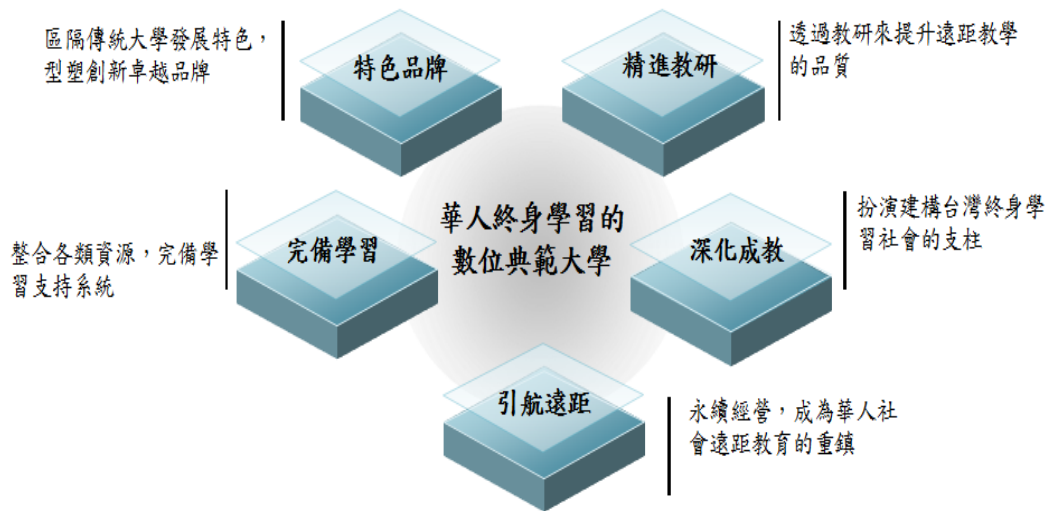 區隔傳統大學發展特色，
型塑創新卓越品牌
特色品牌
精進教研
透過教研來提升遠距教學
的品質
華人終身學習的
數位典範大學
整合各類資源，完備學
習支持系統
完備學習
深化成教
扮演建構台灣終身學
習社會的支柱
引航遠距
永續經營，成為華人社
會遠距教育的重鎮